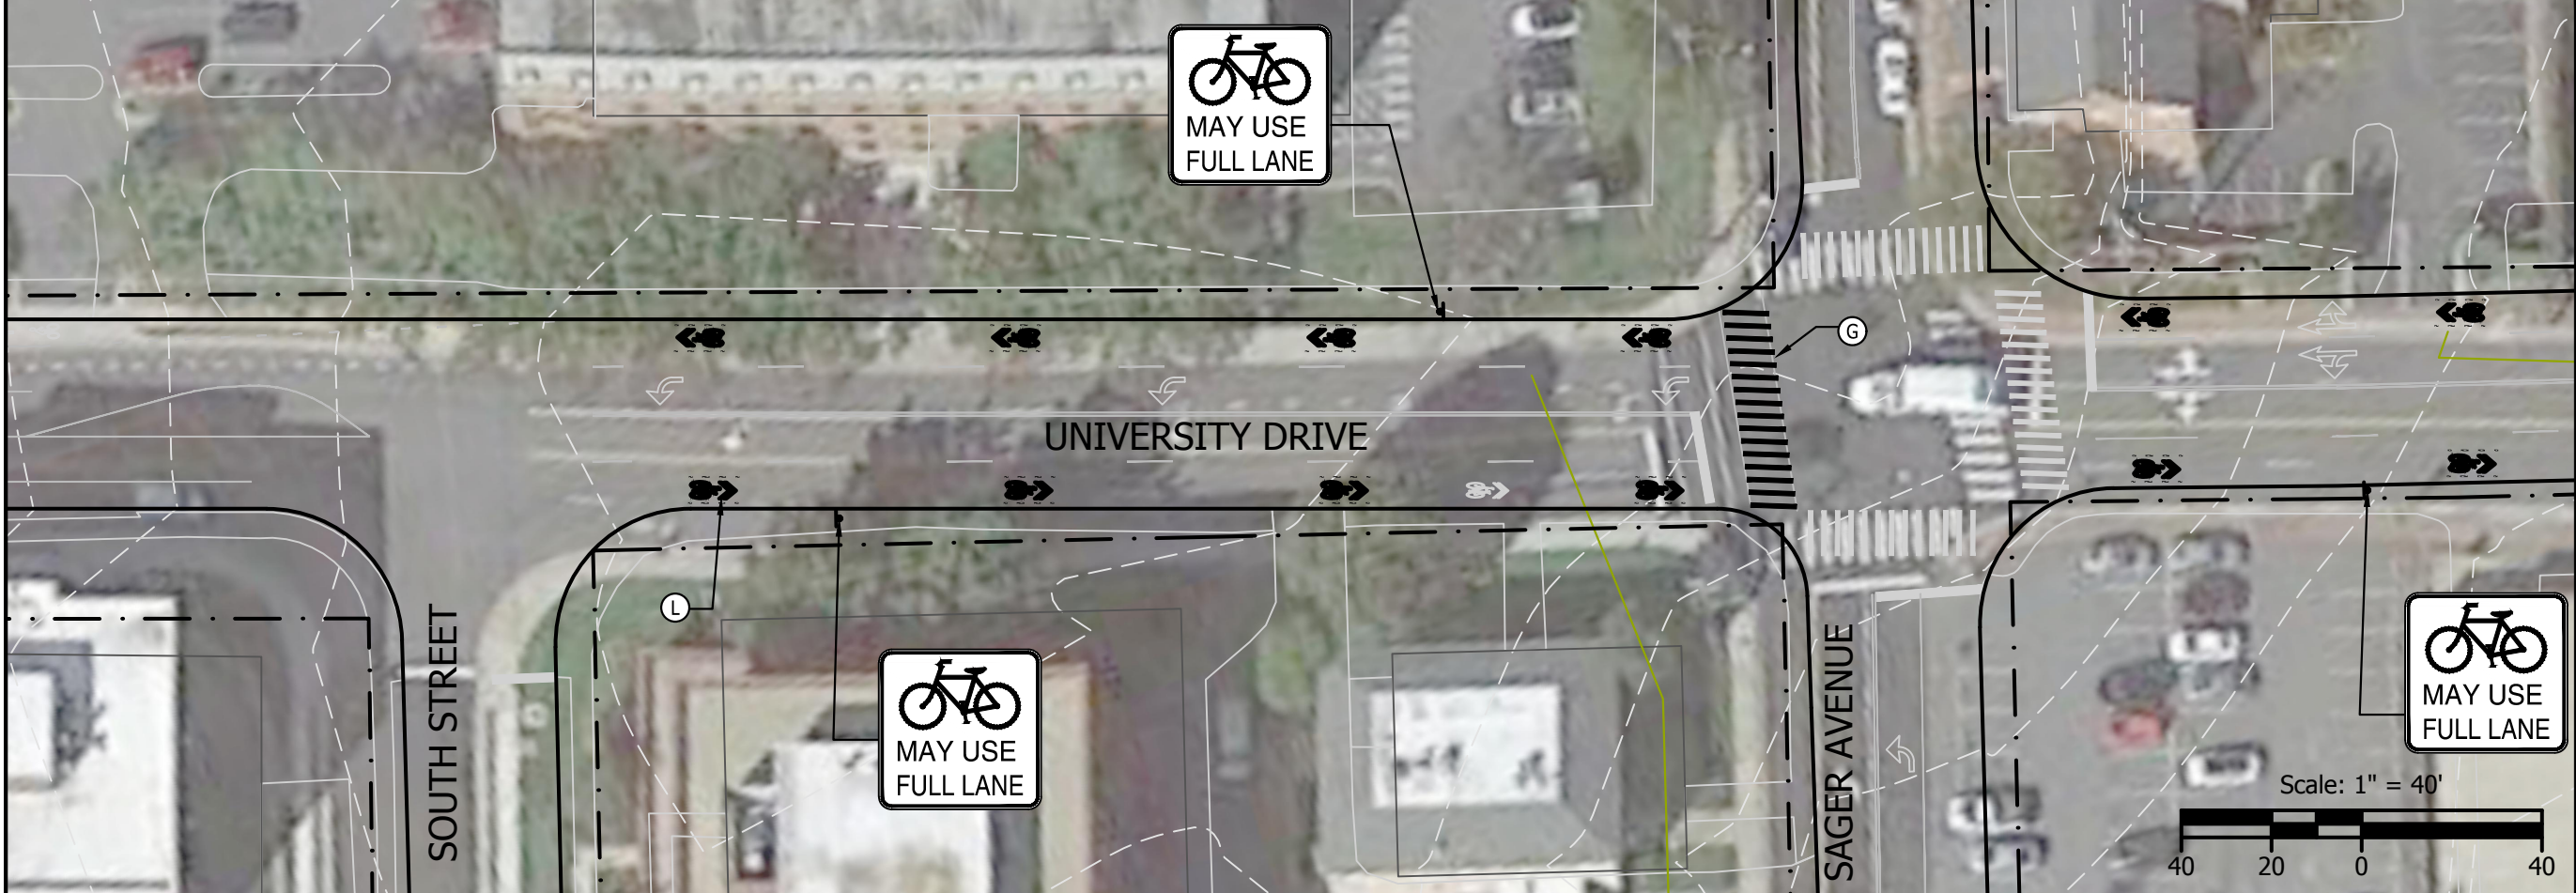 MAY USE
FULL LANE
G
UNIVERSITY DRIVE
L
MAY USE
FULL LANE
SOUTH STREET
SAGER AVENUE
MAY USE
FULL LANE
Scale: 1" = 40'
40 20 0 40